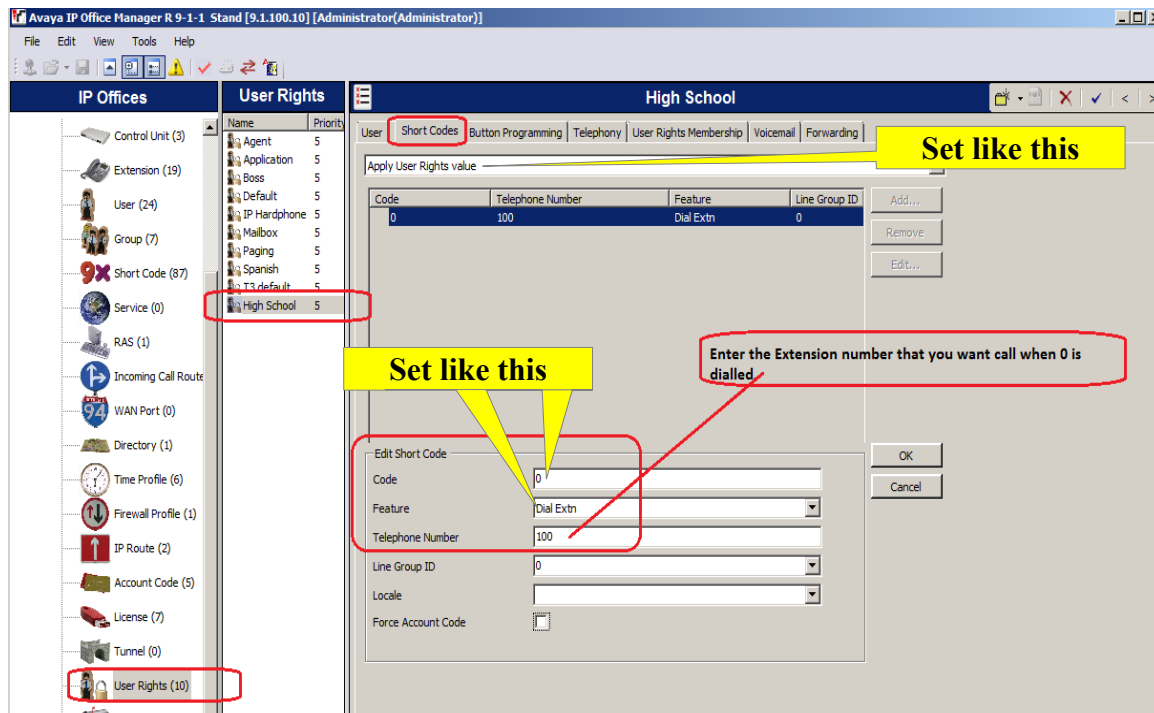 Avaya IP Office Manager R 9-1-1 Stand [9.1.100.10] [Administrator(Administrator)]
File Edit View Tools Help
IP Offices
User Rights
High School
Control Unit (3)
Extension (19)
User (24)
Group (7)
9X Short Code (87)
Service (0)
RAS (1)
Incoming Call Route
94 WAN Port (0)
Directory (1)
Time Profile (6)
Firewall Profile (1)
IP Route (2)
Account Code (5)
License (7)
Tunnel (0)
User Rights (10)
Name Priority
Agent 5
Application 5
Boss 5
Default 5
IP Hardphone 5
Mailbox 5
Paging 5
Spanish 5
T3 default 5
High School 5
User Short Codes Button Programming Telephony User Rights Membership Voicemail Forwarding
Apply User Rights value
Set like this
Code Telephone Number Feature Line Group ID
0 100 Dial Extn 0
Add...
Remove
Edit...
Enter the Extension number that you want call when 0 is
dialled
Set like this
Edit Short Code
Code 0
Feature Dial Extn
Telephone Number 100
Line Group ID 0
Locale
Force Account Code
OK
Cancel